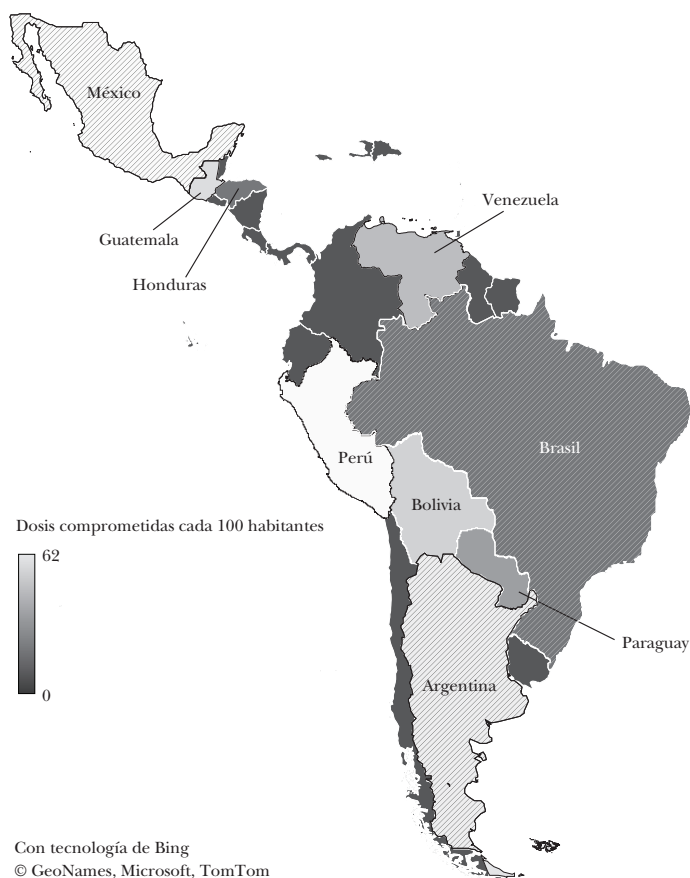 México
Venezuela
Guatemala
Honduras
Brasil
Perú
Bolivia
Dosis comprometidas cada 100 habitantes
62
0
Paraguay
Argentina
Con tecnología de Bing
© GeoNames, Microsoft, TomTom